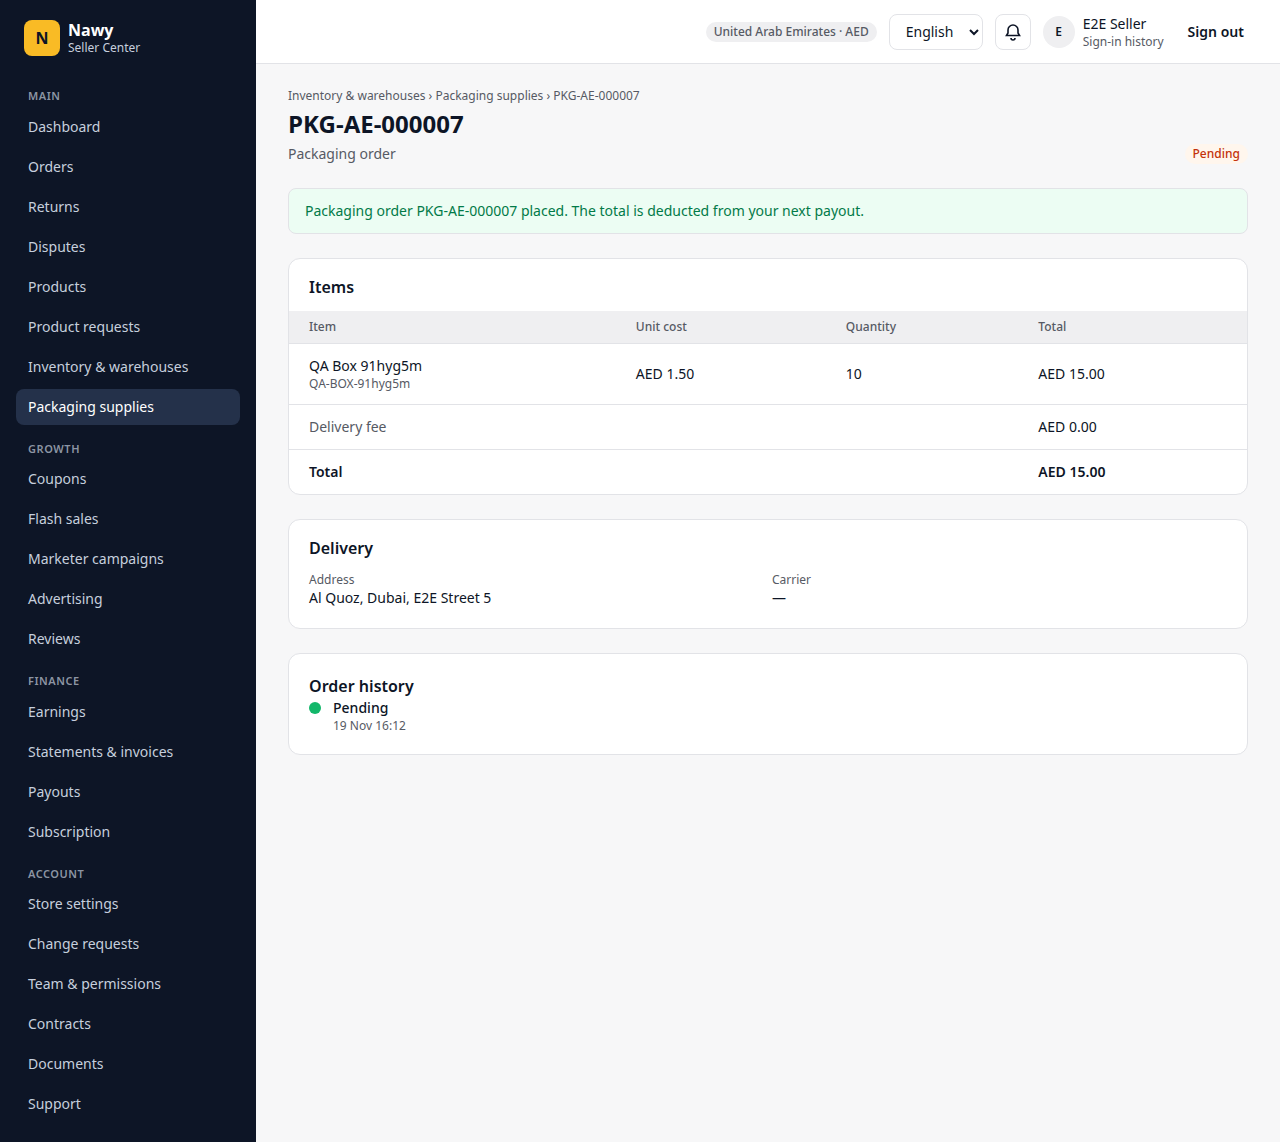 N
Nawy
Seller Center
MAIN
Dashboard
Orders
Returns
Disputes
Products
Product requests
Inventory & warehouses
Packaging supplies
GROWTH
Coupons
Flash sales
Marketer campaigns
Advertising
Reviews
FINANCE
Earnings
Statements & invoices
Payouts
Subscription
ACCOUNT
Store settings
Change requests
Team & permissions
Contracts
Documents
Support
United Arab Emirates · AED
English
E
E2E Seller
Sign-in history
Sign out
Inventory & warehouses › Packaging supplies › PKG-AE-000007
PKG-AE-000007
Packaging order
Pending
Packaging order PKG-AE-000007 placed. The total is deducted from your next payout.
Items
Item Unit cost Quantity Total
QA Box 91hyg5m
QA-BOX-91hyg5m
AED 1.50 10 AED 15.00
Delivery fee AED 0.00
Total AED 15.00
Delivery
Address Carrier
Al Quoz, Dubai, E2E Street 5 —
Order history
Pending
19 Nov 16:12